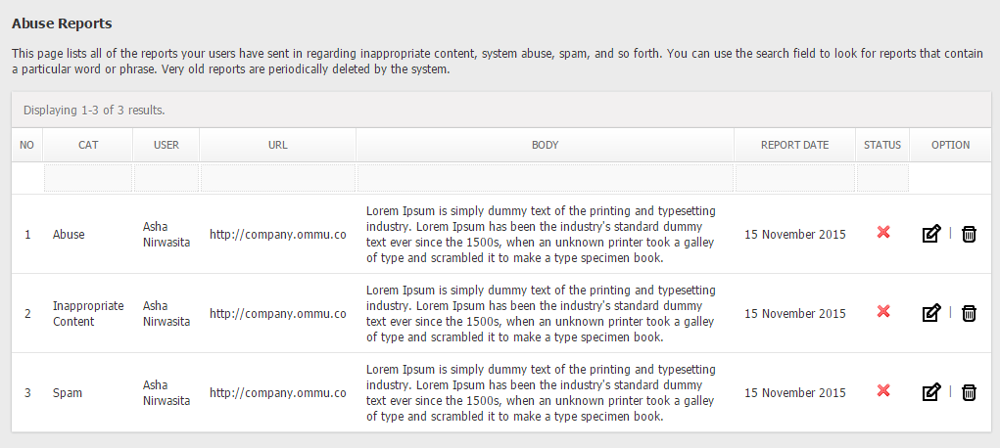 Abuse Reports
This page lists all of the reports your users have sent in regarding inappropriate content, system abuse, spam, and so forth. You can use the search field to look for reports that contain
a particular word or phrase. Very old reports are periodically deleted by the system.
Displaying 1-3 of 3 results.
NO CAT USER URL BODY REPORT DATE STATUS OPTION
1 Abuse Asha Nirwasita http://company.ommu.co
Lorem Ipsum is simply dummy text of the printing and typesetting
industry. Lorem Ipsum has been the industry's standard dummy
text ever since the 1500s, when an unknown printer took a galley
of type and scrambled it to make a type specimen book.
15 November 2015 |
2 Inappropriate Content Asha Nirwasita http://company.ommu.co
Lorem Ipsum is simply dummy text of the printing and typesetting
industry. Lorem Ipsum has been the industry's standard dummy
text ever since the 1500s, when an unknown printer took a galley
of type and scrambled it to make a type specimen book.
15 November 2015 |
3 Spam Asha Nirwasita http://company.ommu.co
Lorem Ipsum is simply dummy text of the printing and typesetting
industry. Lorem Ipsum has been the industry's standard dummy
text ever since the 1500s, when an unknown printer took a galley
of type and scrambled it to make a type specimen book.
15 November 2015 |